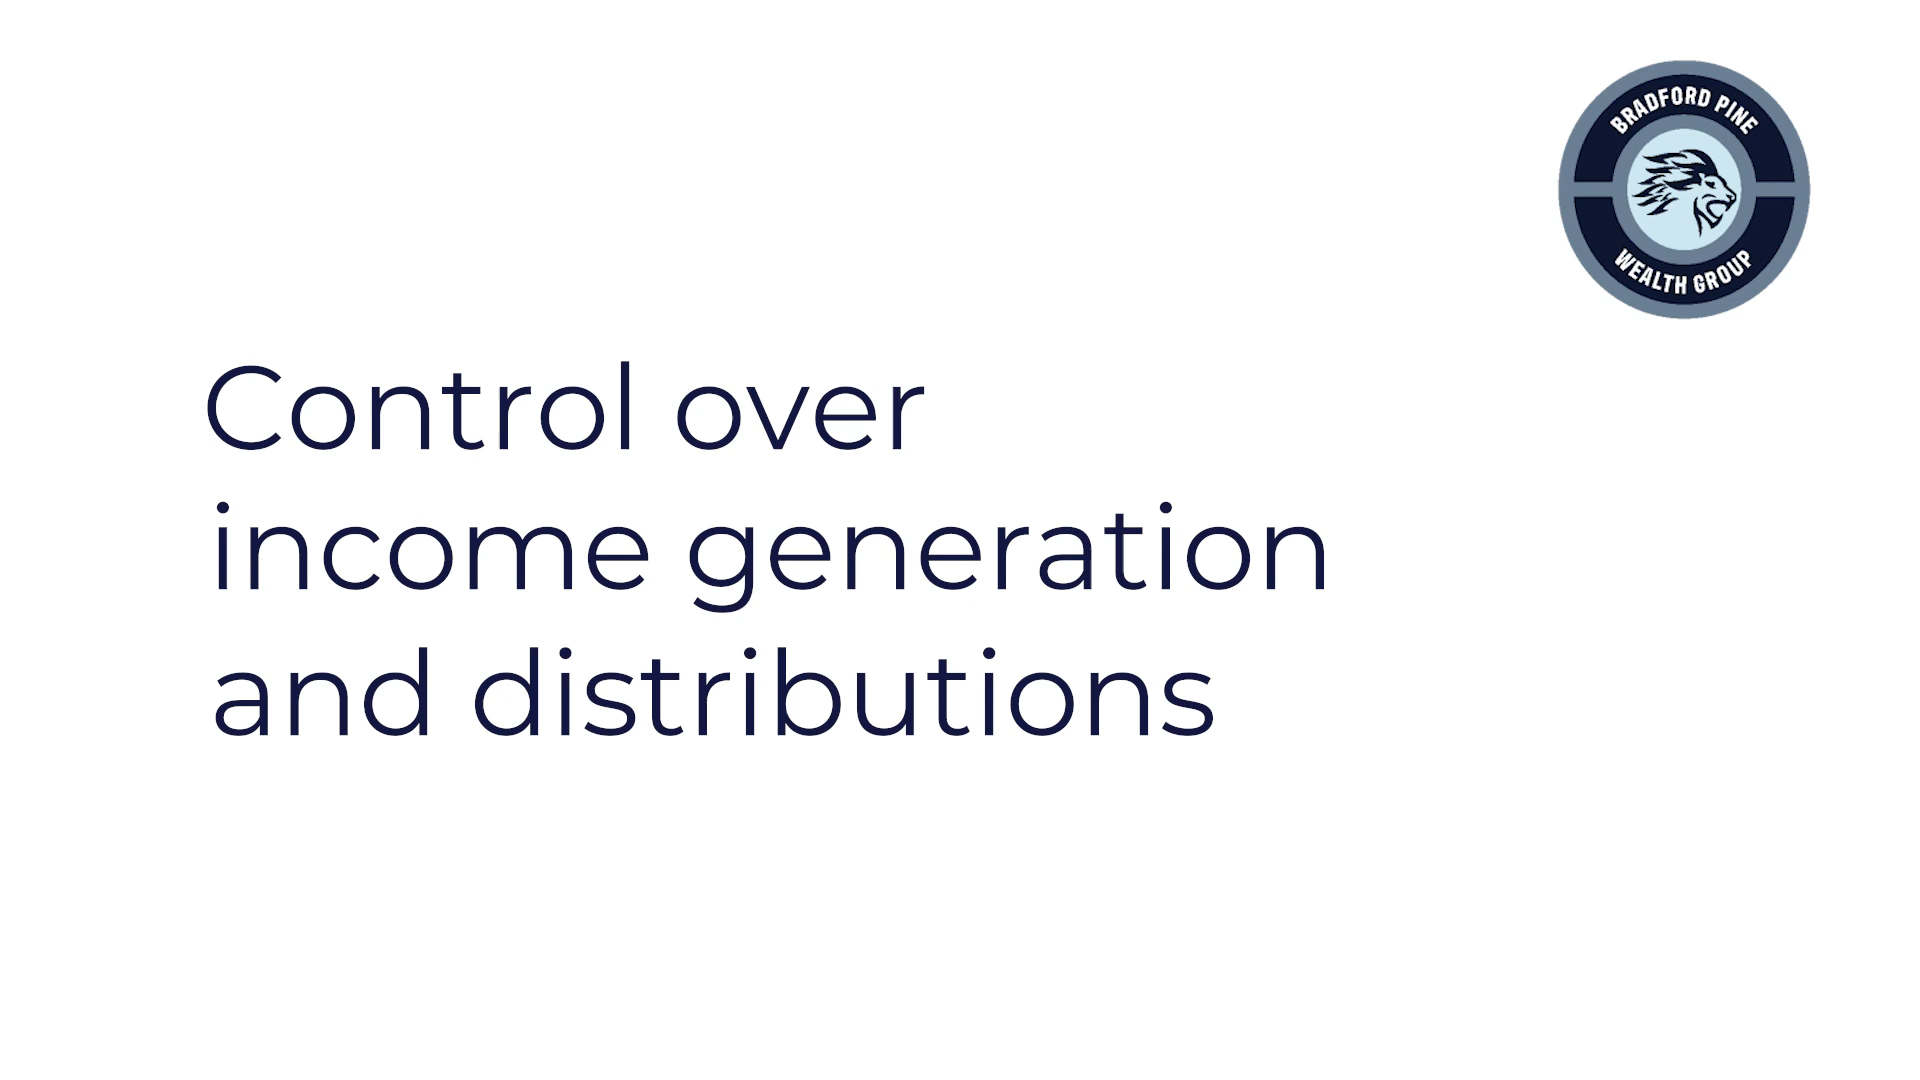 BRADFORD PINE
WEALTH GROUP
Control over
income generation
and distributions